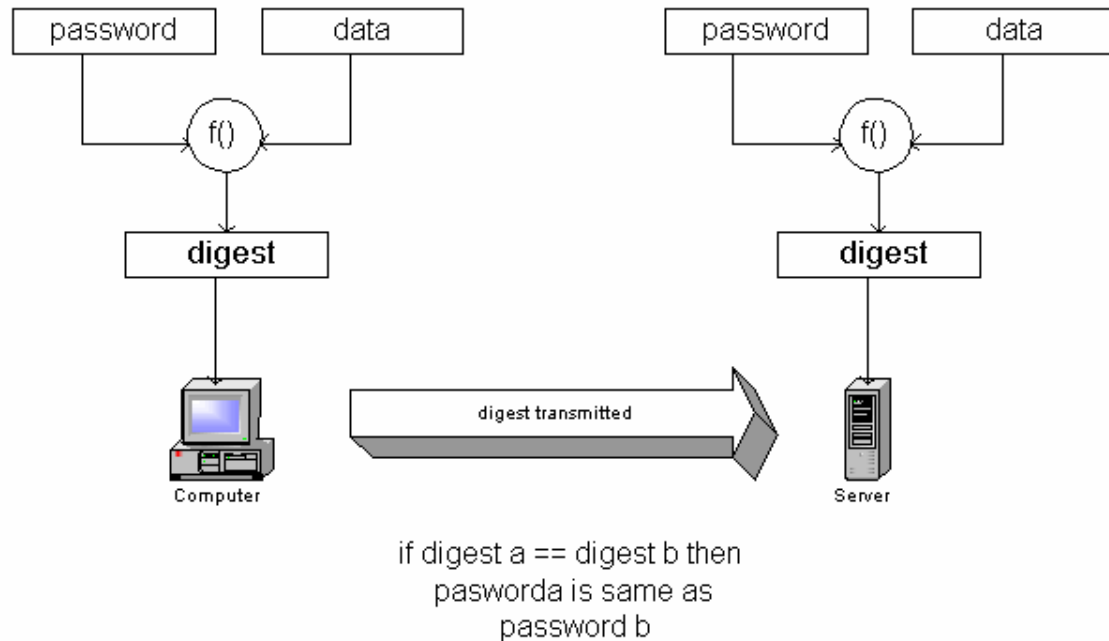 password
data
password
data
f()
f()
digest
digest
digest transmitted
Computer
Server
if digest a == digest b then
pasworda is same as
password b